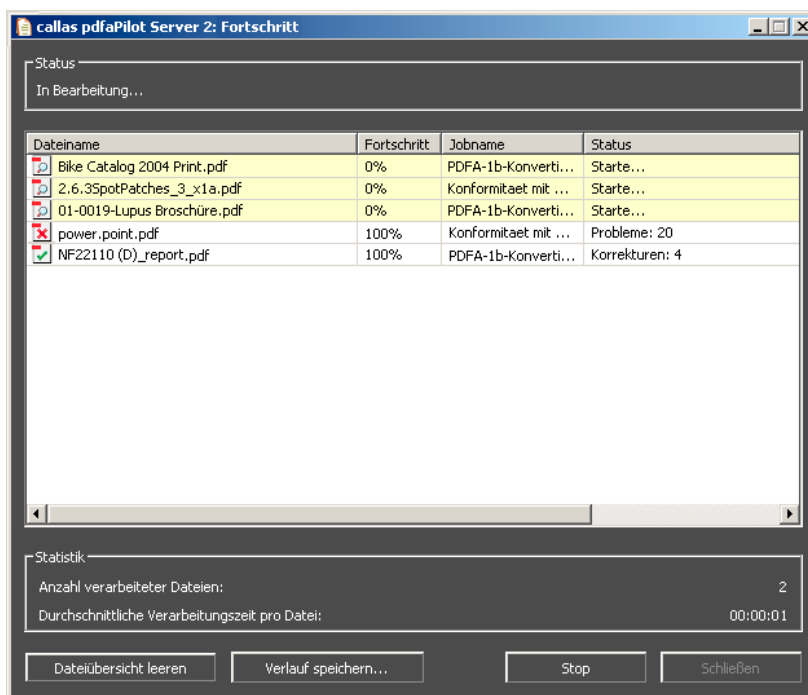 callas pdfaPilot Server 2: Fortschritt
Status
In Bearbeitung...
Dateiname Fortschritt Jobname Status
Bike Catalog 2004 Print.pdf 0% PDFA-1b-Konverti... Starte...
2.6.3SpotPatches_3_x1a.pdf 0% Konformitaet mit ... Starte...
01-0019-Lupus Broschüre.pdf 0% PDFA-1b-Konverti... Starte...
power.point.pdf 100% Konformitaet mit ... Probleme: 20
NF22110 (D)_report.pdf 100% PDFA-1b-Konverti... Korrekturen: 4
Statistik
Anzahl verarbeiteter Dateien: 2
Durchschnittliche Verarbeitungszeit pro Datei: 00:00:01
Dateiübersicht leeren Verlauf speichern... Stop Schließen